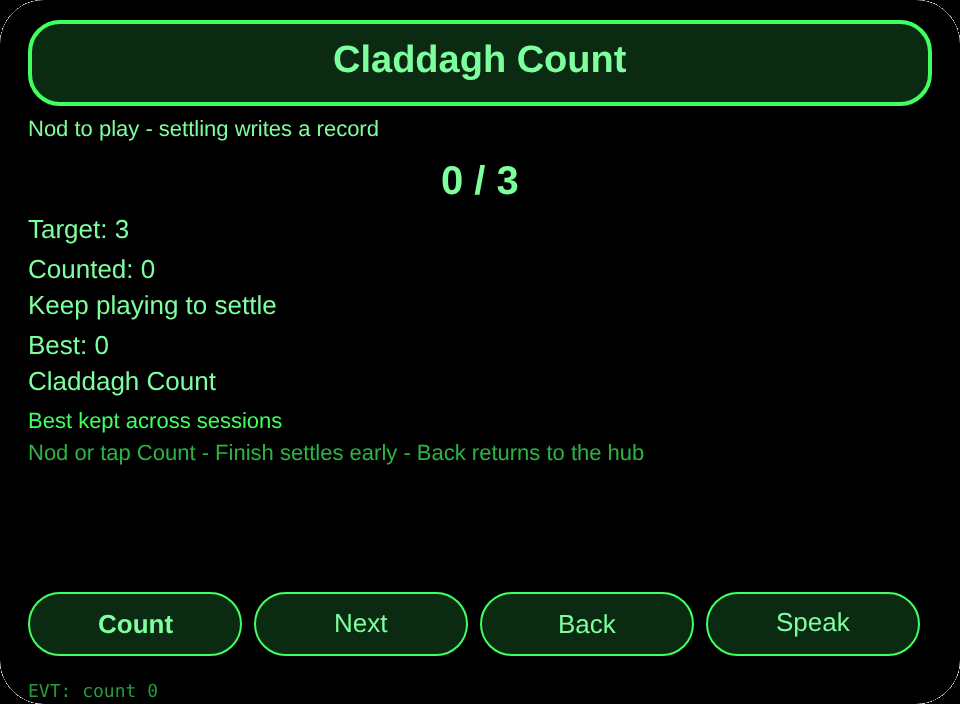 Claddagh Count
Nod to play - settling writes a record
0 / 3
Target: 3
Counted: 0
Keep playing to settle
Best: 0
Claddagh Count
Best kept across sessions
Nod or tap Count - Finish settles early - Back returns to the hub
Count
Next
Back
Speak
EVT: count 0